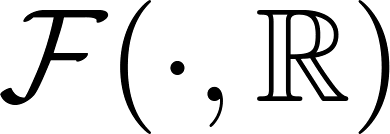 ℱ(·, ℝ)